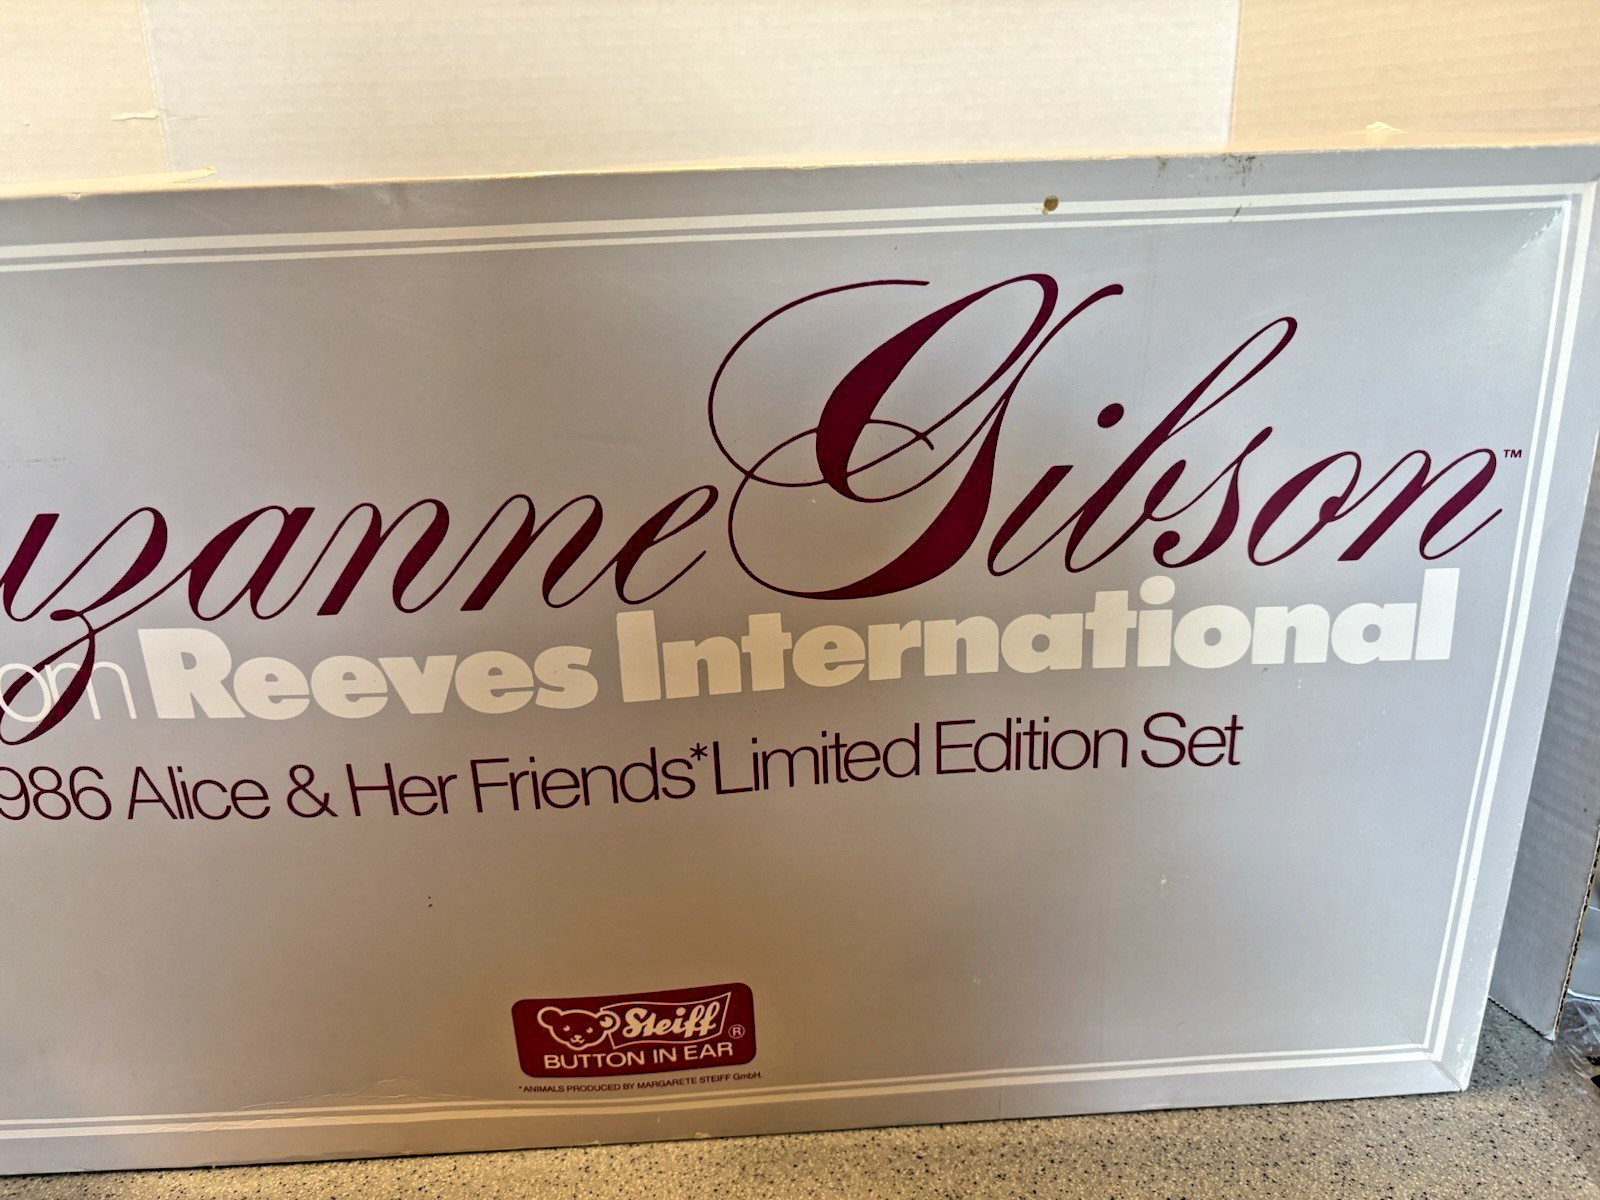 uzanne Gibson™
om Reeves International
986 Alice & Her Friends* Limited Edition Set
Steiff®
BUTTON IN EAR
*ANIMALS PRODUCED BY MARGARETE STEIFF GmbH.